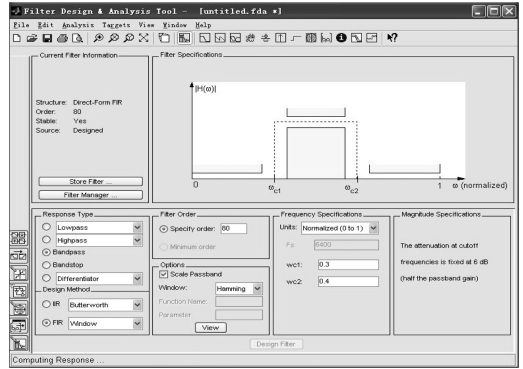 Filter Design & Analysis Tool - [untitled.fda *]
File Edit Analysis Targets View Window Help
Current Filter Information
Structure: Direct-Form FIR
Order: 80
Stable: Yes
Source: Designed
Store Filter ...
Filter Manager ...
Filter Specifications
|H(ω)|
0
ωc1
ωc2
1
ω (normalized)
Response Type
Lowpass
Highpass
Bandpass
Bandstop
Differentiator
Design Method
IIR Butterworth
FIR Window
Filter Order
Specify order: 80
Minimum order
Options
Scale Passband
Window: Hamming
Function Name:
Parameter
View
Frequency Specifications
Units: Normalized (0 to 1)
Fs: 6400
wc1: 0.3
wc2: 0.4
Magnitude Specifications
The attenuation at cutoff
frequencies is fixed at 6 dB
(half the passband gain)
Design Filter
Computing Response ...